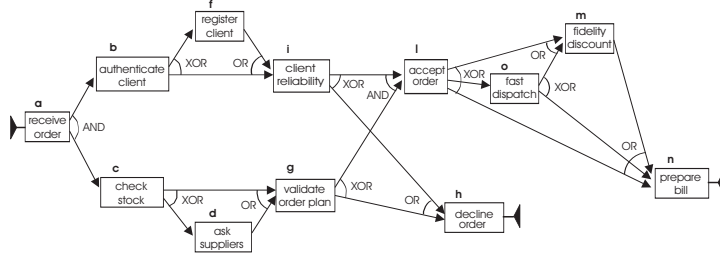 f
register
client
b
authenticate
client
XOR
OR
i
client
reliability
XOR
a
receive
order
AND
c
check
stock
XOR
d
ask
suppliers
OR
g
validate
order plan
XOR
AND
l
accept
order
XOR
o
fast
dispatch
XOR
OR
m
fidelity
discount
OR
h
decline
order
OR
n
prepare
bill